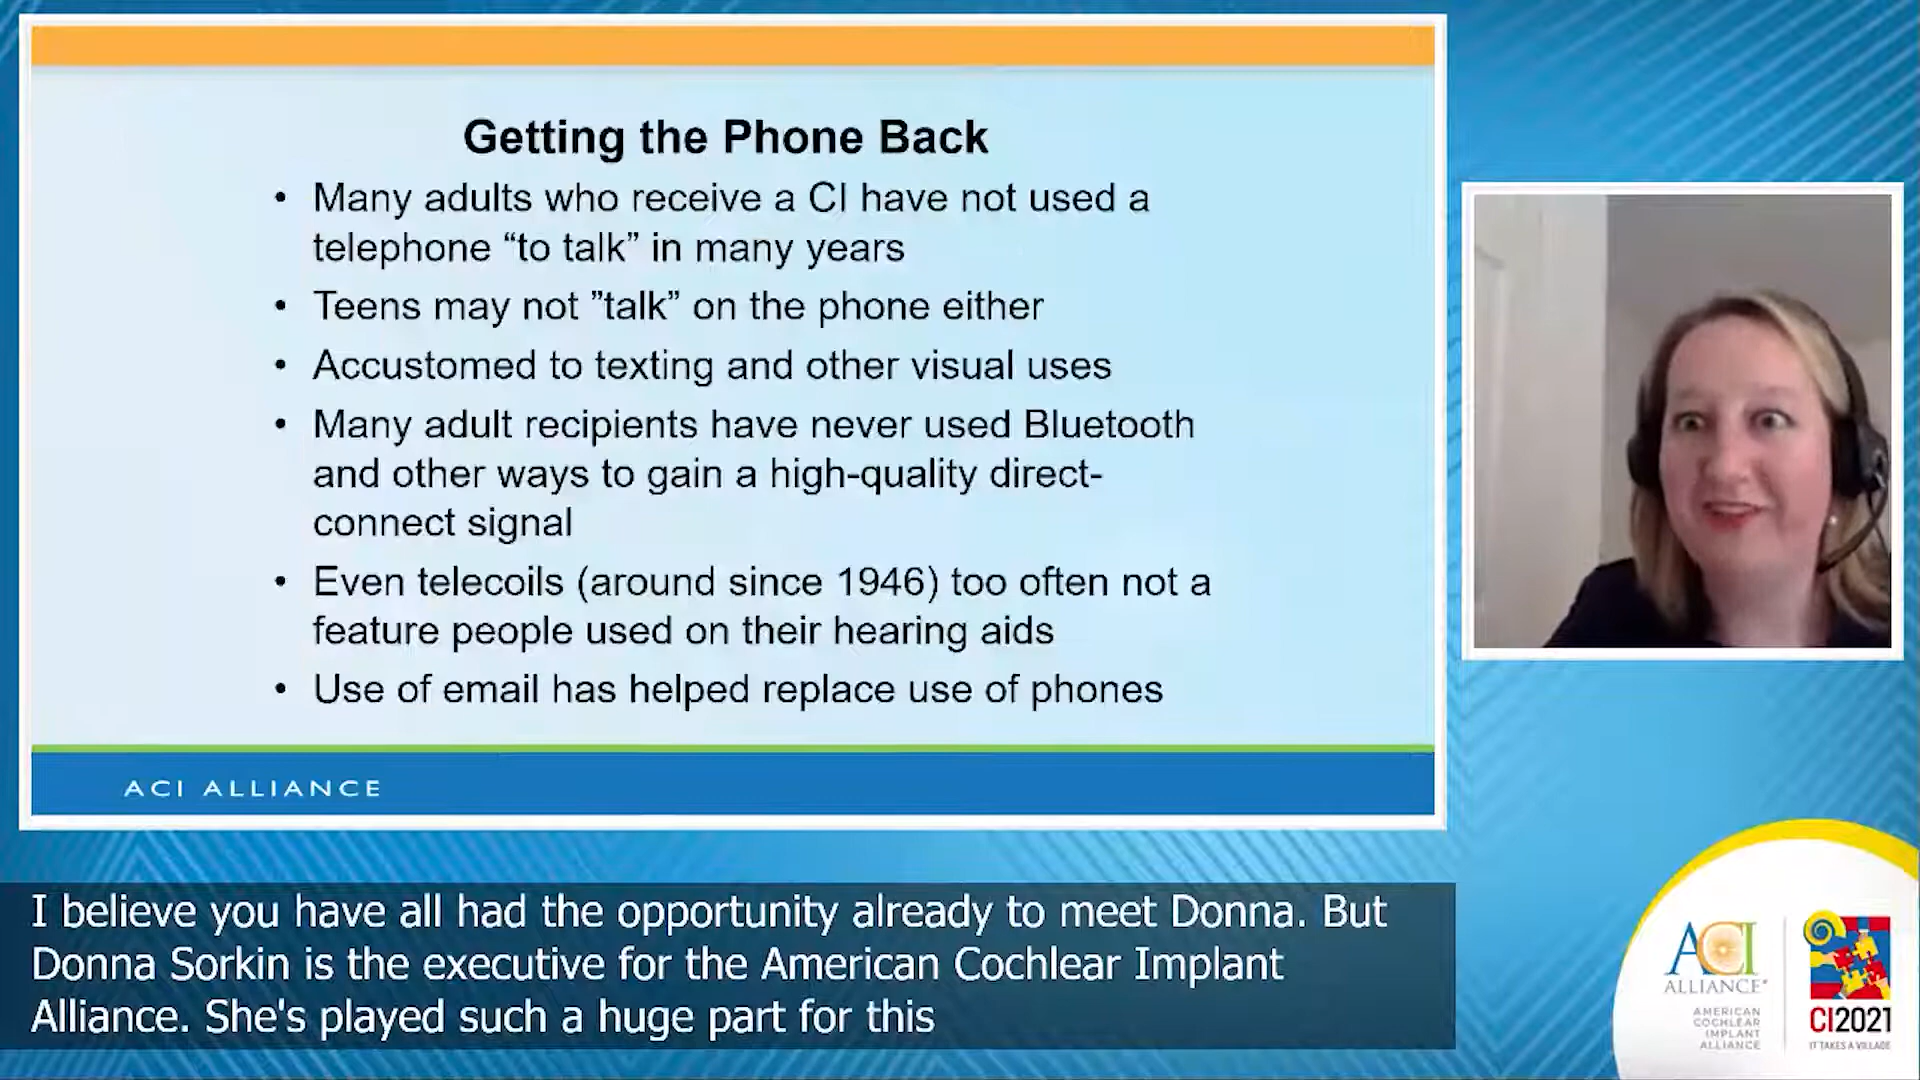 Getting the Phone Back
• Many adults who receive a CI have not used a
telephone “to talk” in many years
• Teens may not ”talk” on the phone either
• Accustomed to texting and other visual uses
• Many adult recipients have never used Bluetooth
and other ways to gain a high-quality direct-
connect signal
• Even telecoils (around since 1946) too often not a
feature people used on their hearing aids
• Use of email has helped replace use of phones
ACI ALLIANCE
I believe you have all had the opportunity already to meet Donna. But
Donna Sorkin is the executive for the American Cochlear Implant
Alliance. She's played such a huge part for this
ACI
ALLIANCE
AMERICAN
COCHLEAR
IMPLANT
ALLIANCE
CI2021
IT TAKES A VILLAGE